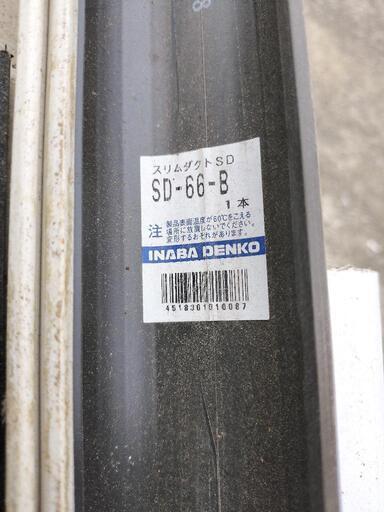 8
スリムダクトSD
SD-66-B
1本
注 製品表面温度が60℃をこえる
場所に放置しないでください。
変形するおそれがあります。
INABA DENKO
4518301010087